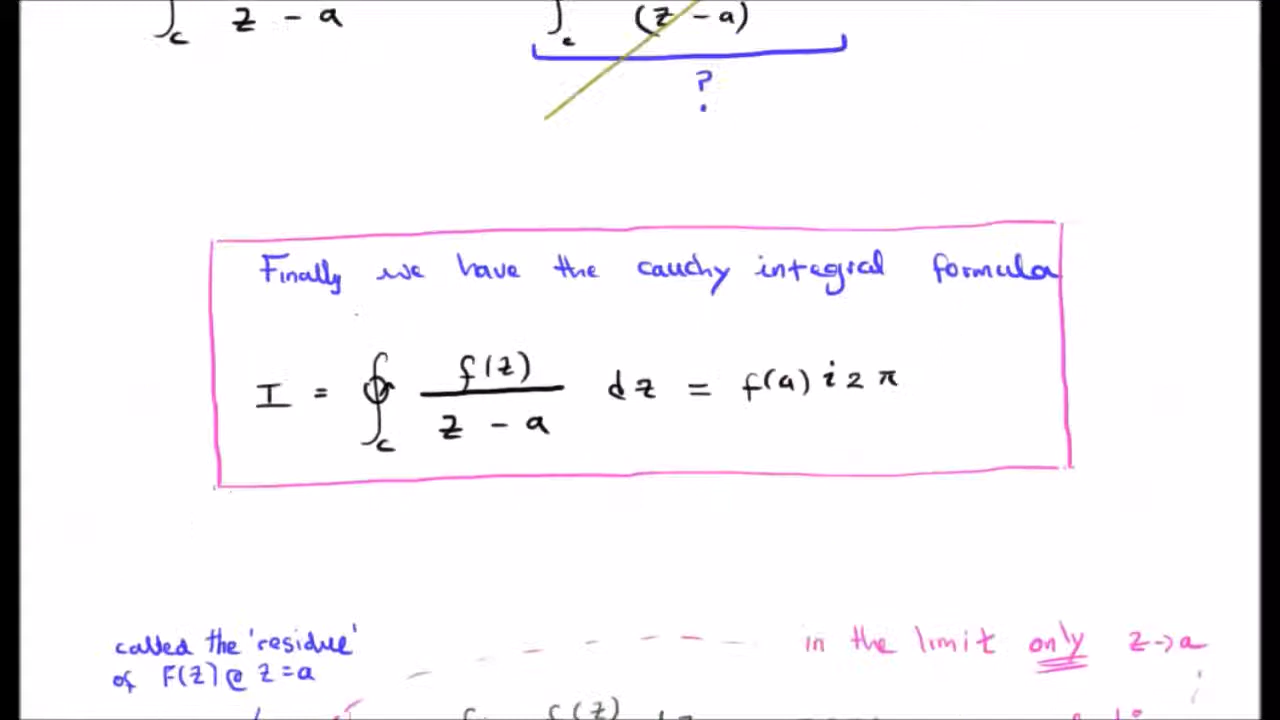 ∫c z - a ∫c (z - a)
?
Finally we have the cauchy integral formula
I = ∮c f(z) / (z - a) dz = f(a) i 2 π
called the 'residue' in the limit only z → a
of F(z) @ z = a
f(z)